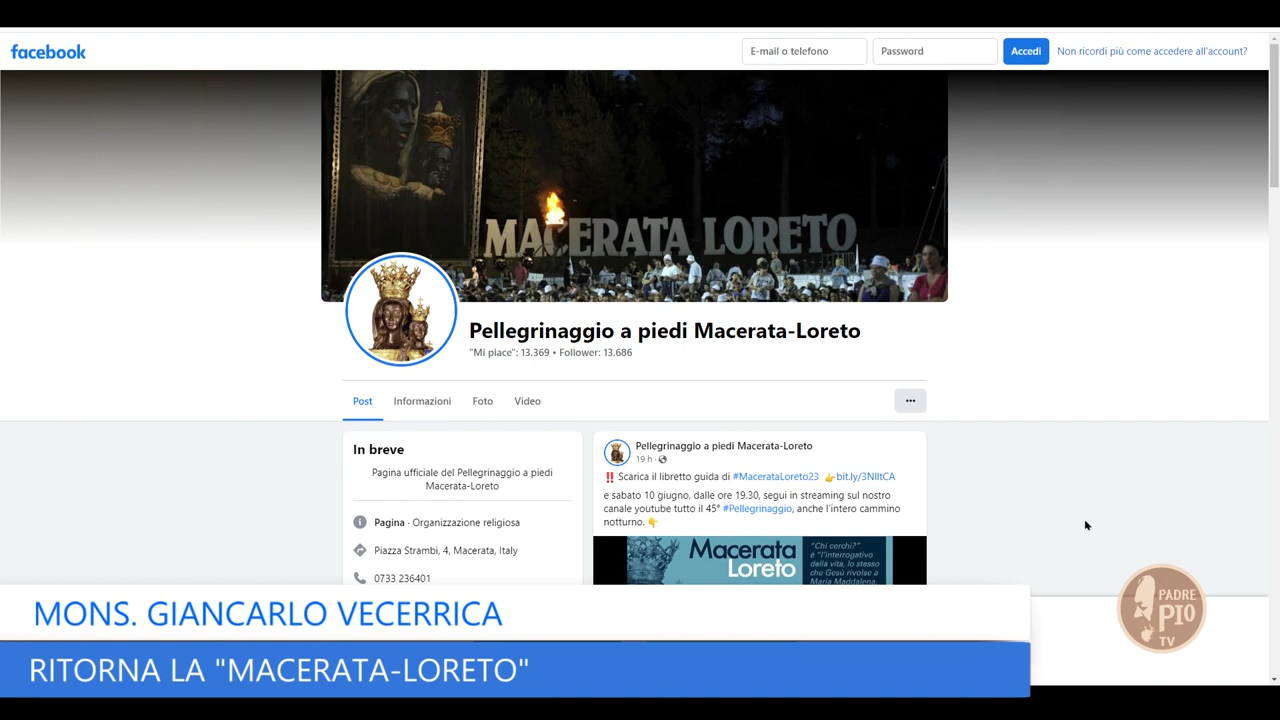 facebook
E-mail o telefono
Password
Accedi
Non ricordi più come accedere all'account?
MACERATA LORETO
Pellegrinaggio a piedi Macerata-Loreto
"Mi piace": 13.369 • Follower: 13.686
Post
Informazioni
Foto
Video
In breve
Pagina ufficiale del Pellegrinaggio a piedi
Macerata-Loreto
Pagina · Organizzazione religiosa
Piazza Strambi, 4, Macerata, Italy
0733 236401
Pellegrinaggio a piedi Macerata-Loreto
19 h ·
‼️ Scarica il libretto guida di #MacerataLoreto23 👉bit.ly/3NlItCA
e sabato 10 giugno, dalle ore 19.30, segui in streaming sul nostro
canale youtube tutto il 45° #Pellegrinaggio, anche l'intero cammino
notturno. 👇
Macerata
Loreto
"Chi cerchi?"
è "l'interrogativo
della vita, lo stesso
che Gesù rivolse a
Maria Maddalena,
MONS. GIANCARLO VECERRICA
RITORNA LA "MACERATA-LORETO"
PADRE
PIO
TV